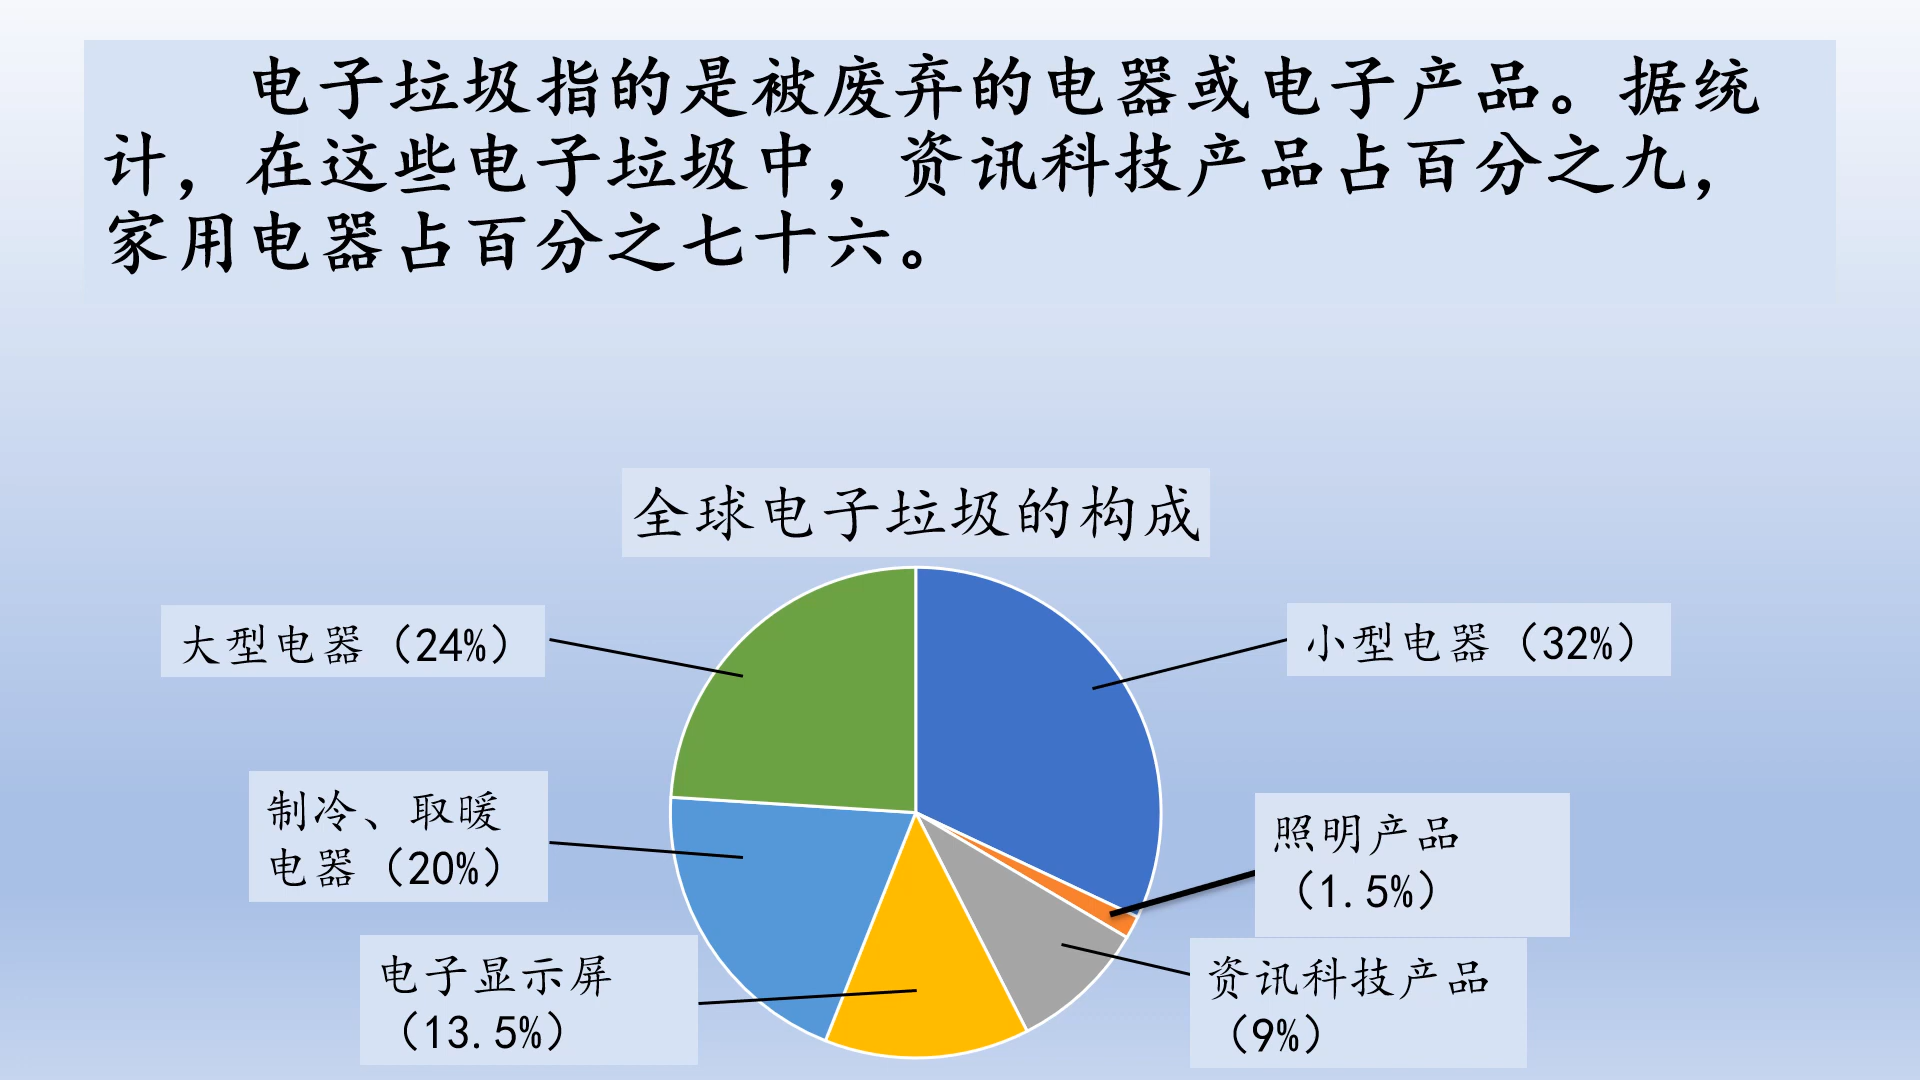 电子垃圾指的是被废弃的电器或电子产品。据统
计，在这些电子垃圾中，资讯科技产品占百分之九，
家用电器占百分之七十六。
全球电子垃圾的构成
大型电器（24%）
小型电器（32%）
制冷、取暖
电器（20%）
照明产品
（1.5%）
电子显示屏
（13.5%）
资讯科技产品
（9%）